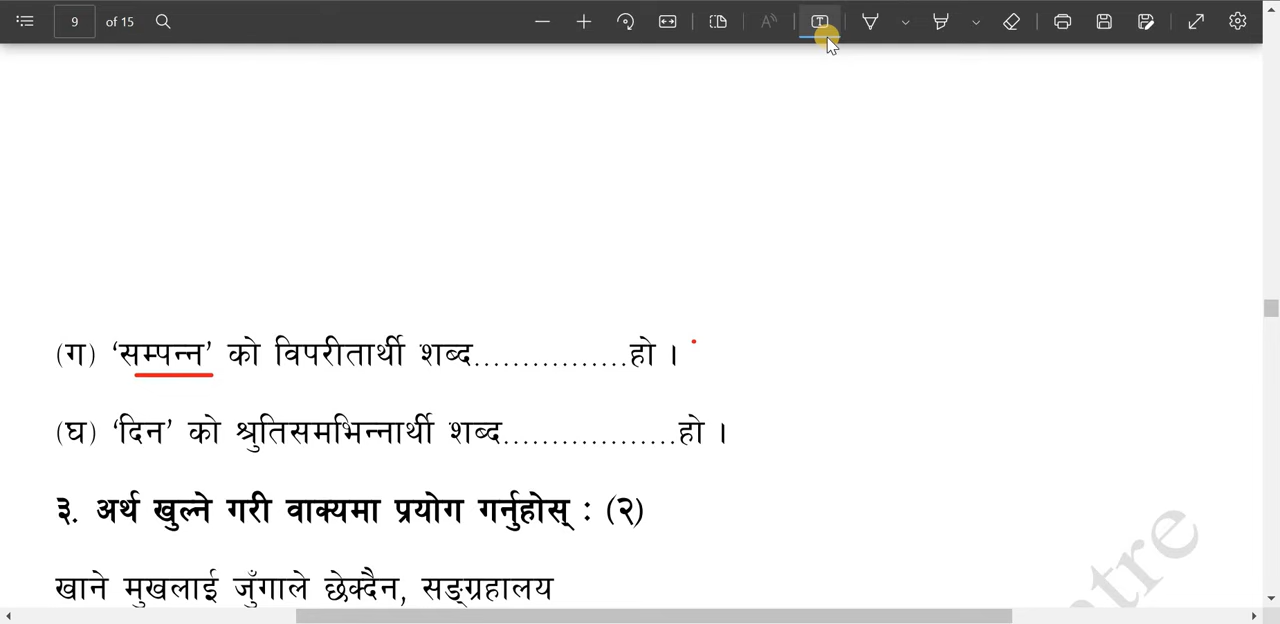 9 of 15
(ग) ‘सम्पन्न’ को विपरीतार्थी शब्द................हो ।
(घ) ‘दिन’ को श्रुतिसमभिन्नार्थी शब्द..................हो ।
३. अर्थ खुल्ने गरी वाक्यमा प्रयोग गर्नुहोस् : (२)
खाने मुखलाई जुँगाले छेक्दैन, सङ्ग्रहालय
ntre